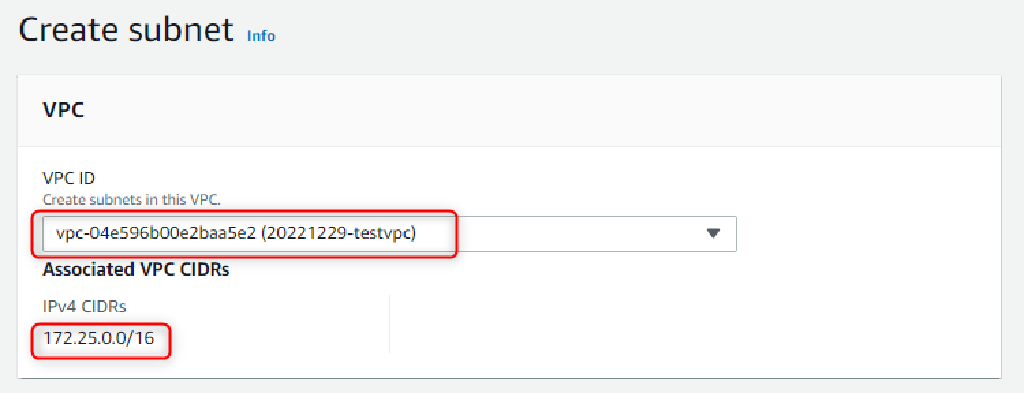 Create subnet Info
VPC
VPC ID
Create subnets in this VPC.
vpc-04e596b00e2baa5e2 (20221229-testvpc)
Associated VPC CIDRs
IPv4 CIDRs
172.25.0.0/16